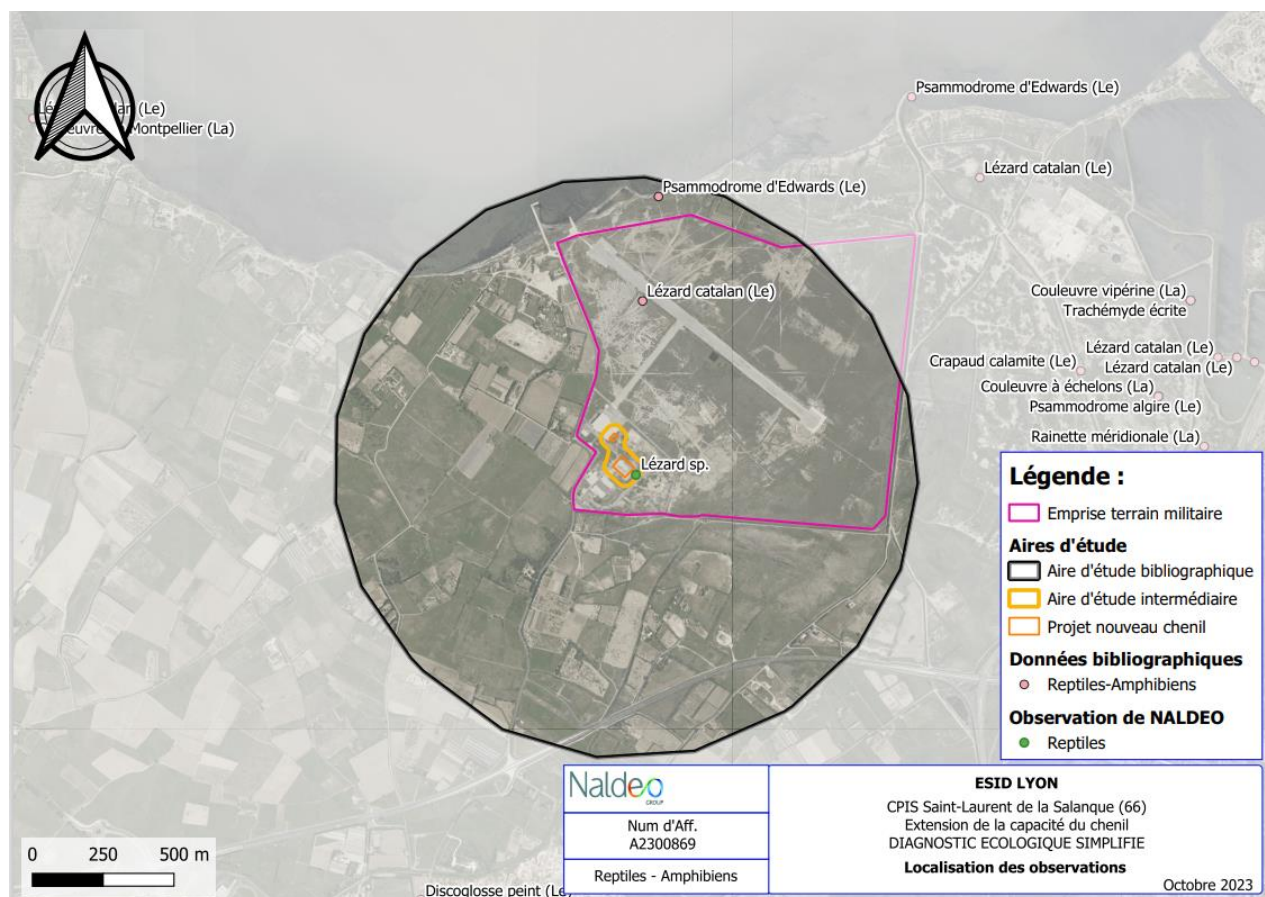 Psammodrome d'Edwards (Le)
(Le)
Montpellier (La)
Lézard catalan (Le)
Psammodrome d'Edwards (Le)
Lézard catalan (Le)
Couleuvre vipérine (La)
Trachémyde écrite
Lézard catalan (Le)
Crapaud calamite (Le)
Lézard catalan (Le)
Couleuvre à échelons (La)
Psammodrome algire (Le)
Rainette méridionale (La)
Lézard sp.
Légende :
Emprise terrain militaire
Aires d'étude
Aire d'étude bibliographique
Aire d'étude intermédiaire
Projet nouveau chenil
Données bibliographiques
Reptiles-Amphibiens
Observation de NALDEO
Reptiles
Naldeo
GROUP
Num d'Aff.
A2300869
Reptiles - Amphibiens
ESID LYON
CPIS Saint-Laurent de la Salanque (66)
Extension de la capacité du chenil
DIAGNOSTIC ECOLOGIQUE SIMPLIFIE
Localisation des observations
Octobre 2023
0 250 500 m
Discoglosse peint (Le)